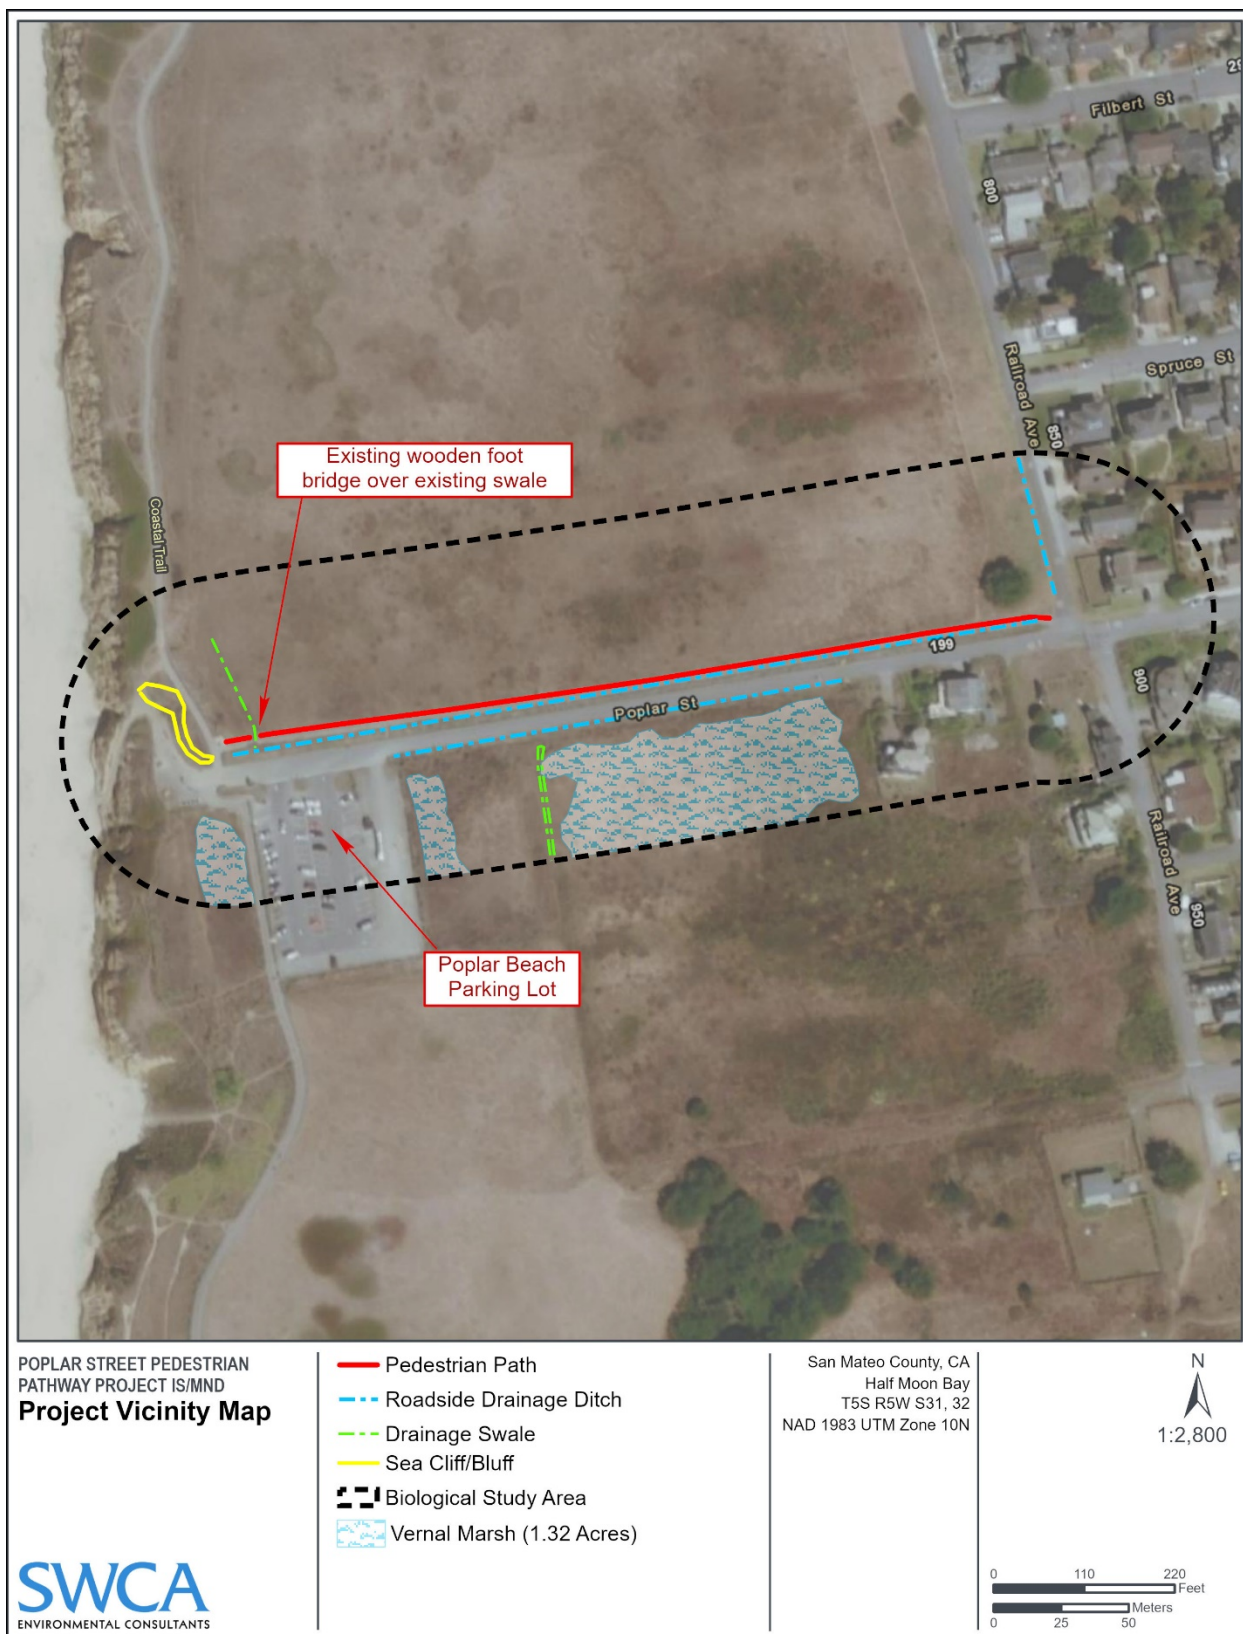 29
Filbert St
800
Railroad Ave
Spruce St
850
Existing wooden foot
bridge over existing swale
Coastal Trail
199
Poplar St
900
Railroad Ave
950
Poplar Beach
Parking Lot
POPLAR STREET PEDESTRIAN
PATHWAY PROJECT IS/MND
Project Vicinity Map
SWCA
ENVIRONMENTAL CONSULTANTS
Pedestrian Path
Roadside Drainage Ditch
Drainage Swale
Sea Cliff/Bluff
Biological Study Area
Vernal Marsh (1.32 Acres)
San Mateo County, CA
Half Moon Bay
T5S R5W S31, 32
NAD 1983 UTM Zone 10N
N
1:2,800
0 110 220
Feet
Meters
0 25 50